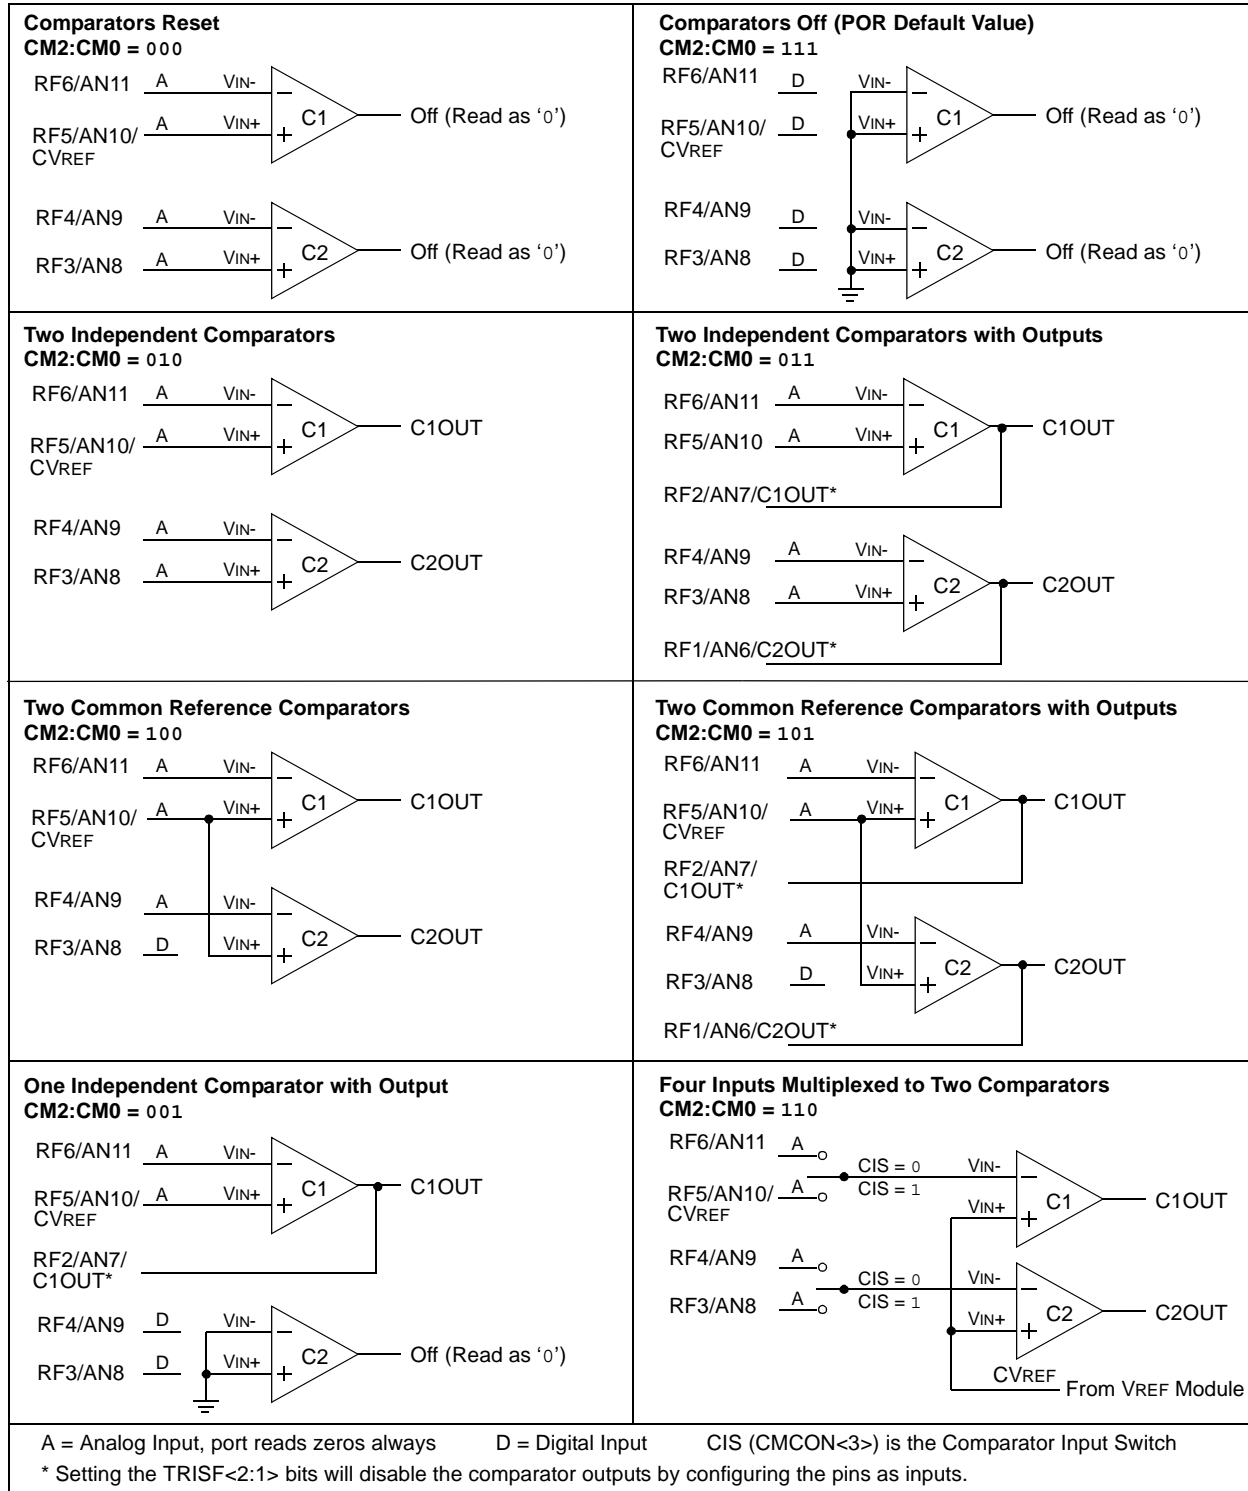 Comparators Reset
CM2:CM0 = 000
RF6/AN11 A VIN-
C1 Off (Read as ‘0’)
RF5/AN10/ A VIN+
CVREF
RF4/AN9 A VIN-
C2 Off (Read as ‘0’)
RF3/AN8 A VIN+
Comparators Off (POR Default Value)
CM2:CM0 = 111
RF6/AN11 D VIN-
C1 Off (Read as ‘0’)
RF5/AN10/ D VIN+
CVREF
RF4/AN9 D VIN-
C2 Off (Read as ‘0’)
RF3/AN8 D VIN+
Two Independent Comparators
CM2:CM0 = 010
RF6/AN11 A VIN-
C1 C1OUT
RF5/AN10/ A VIN+
CVREF
RF4/AN9 A VIN-
C2 C2OUT
RF3/AN8 A VIN+
Two Independent Comparators with Outputs
CM2:CM0 = 011
RF6/AN11 A VIN-
C1 C1OUT
RF5/AN10 A VIN+
RF2/AN7/C1OUT*
RF4/AN9 A VIN-
C2 C2OUT
RF3/AN8 A VIN+
RF1/AN6/C2OUT*
Two Common Reference Comparators
CM2:CM0 = 100
RF6/AN11 A VIN-
C1 C1OUT
RF5/AN10/ A VIN+
CVREF
RF4/AN9 A VIN-
C2 C2OUT
RF3/AN8 D VIN+
Two Common Reference Comparators with Outputs
CM2:CM0 = 101
RF6/AN11 A VIN-
C1 C1OUT
RF5/AN10/ A VIN+
CVREF
RF2/AN7/
C1OUT*
RF4/AN9 A VIN-
C2 C2OUT
RF3/AN8 D VIN+
RF1/AN6/C2OUT*
One Independent Comparator with Output
CM2:CM0 = 001
RF6/AN11 A VIN-
C1 C1OUT
RF5/AN10/ A VIN+
CVREF
RF2/AN7/
C1OUT*
RF4/AN9 D VIN-
C2 Off (Read as ‘0’)
RF3/AN8 D VIN+
Four Inputs Multiplexed to Two Comparators
CM2:CM0 = 110
RF6/AN11 A
CIS = 0 VIN-
RF5/AN10/ A CIS = 1
CVREF VIN+ C1 C1OUT
RF4/AN9 A
CIS = 0 VIN-
RF3/AN8 A CIS = 1
VIN+ C2 C2OUT
CVREF
From VREF Module
A = Analog Input, port reads zeros always D = Digital Input CIS (CMCON<3>) is the Comparator Input Switch
* Setting the TRISF<2:1> bits will disable the comparator outputs by configuring the pins as inputs.